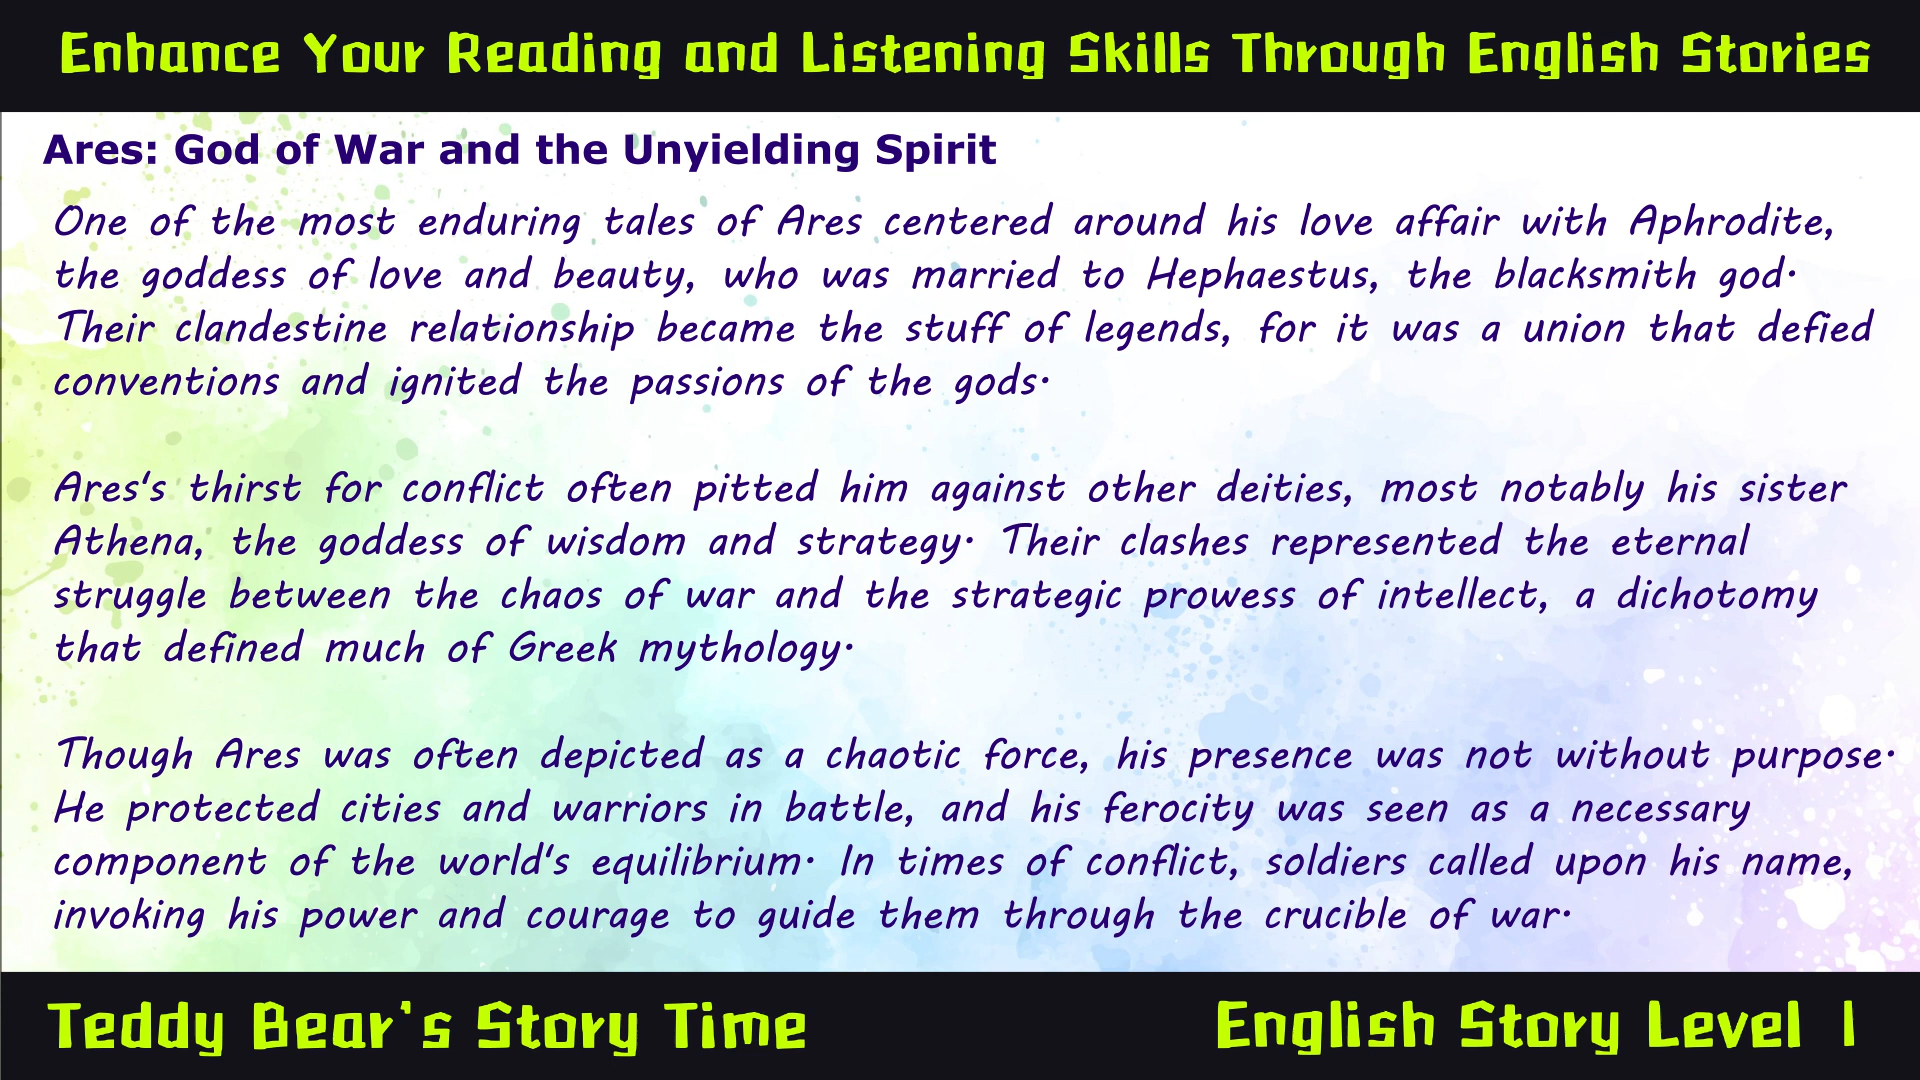 Enhance Your Reading and Listening Skills Through English Stories
Ares: God of War and the Unyielding Spirit
One of the most enduring tales of Ares centered around his love affair with Aphrodite,
the goddess of love and beauty, who was married to Hephaestus, the blacksmith god.
Their clandestine relationship became the stuff of legends, for it was a union that defied
conventions and ignited the passions of the gods.
Ares's thirst for conflict often pitted him against other deities, most notably his sister
Athena, the goddess of wisdom and strategy. Their clashes represented the eternal
struggle between the chaos of war and the strategic prowess of intellect, a dichotomy
that defined much of Greek mythology.
Though Ares was often depicted as a chaotic force, his presence was not without purpose.
He protected cities and warriors in battle, and his ferocity was seen as a necessary
component of the world's equilibrium. In times of conflict, soldiers called upon his name,
invoking his power and courage to guide them through the crucible of war.
Teddy Bear's Story Time
English Story Level 1